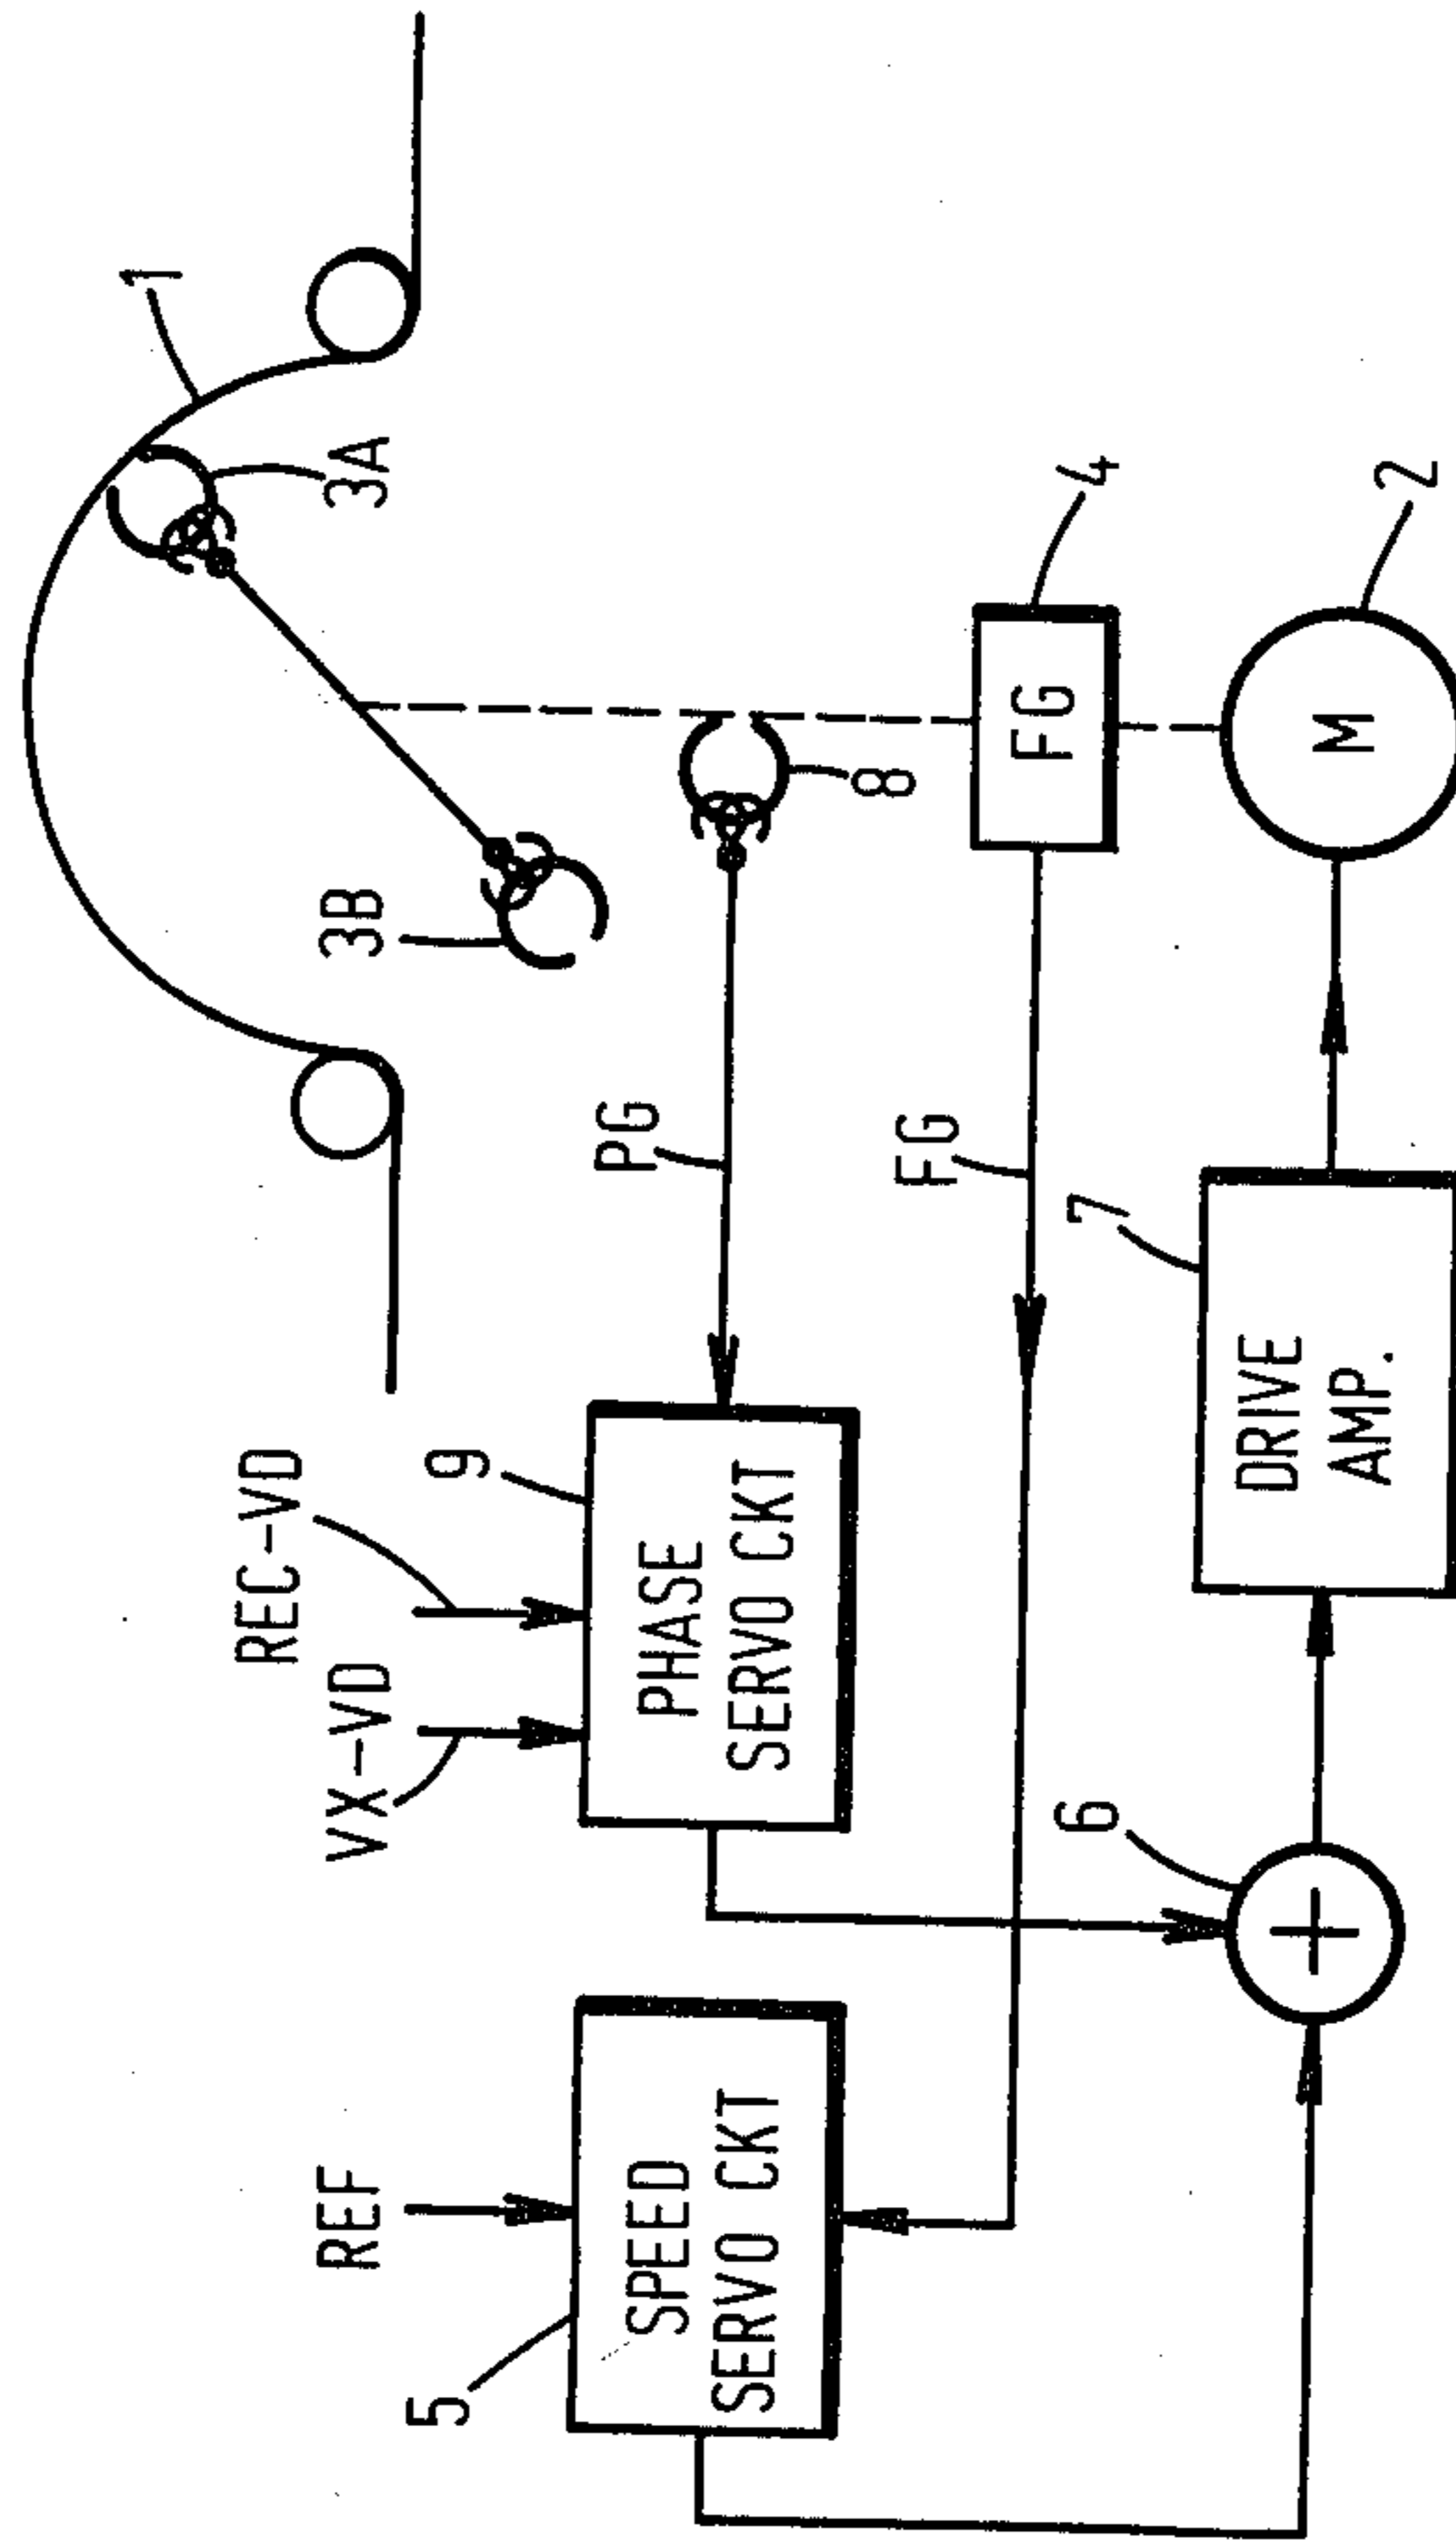 1
3A
3B
REC-VD
VX-VD
REF
PG
8
9
PHASE
SERVO CKT
5
SPEED
SERVO CKT
4
FG
FG
2
M
7
DRIVE
AMP.
6
+